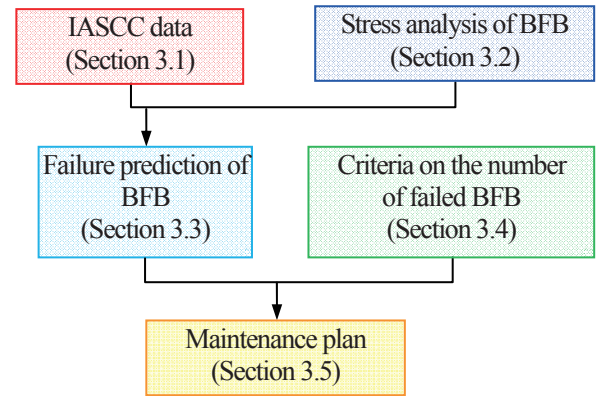 IASCC data
(Section 3.1)
Stress analysis of BFB
(Section 3.2)
Failure prediction of
BFB
(Section 3.3)
Criteria on the number
of failed BFB
(Section 3.4)
Maintenance plan
(Section 3.5)